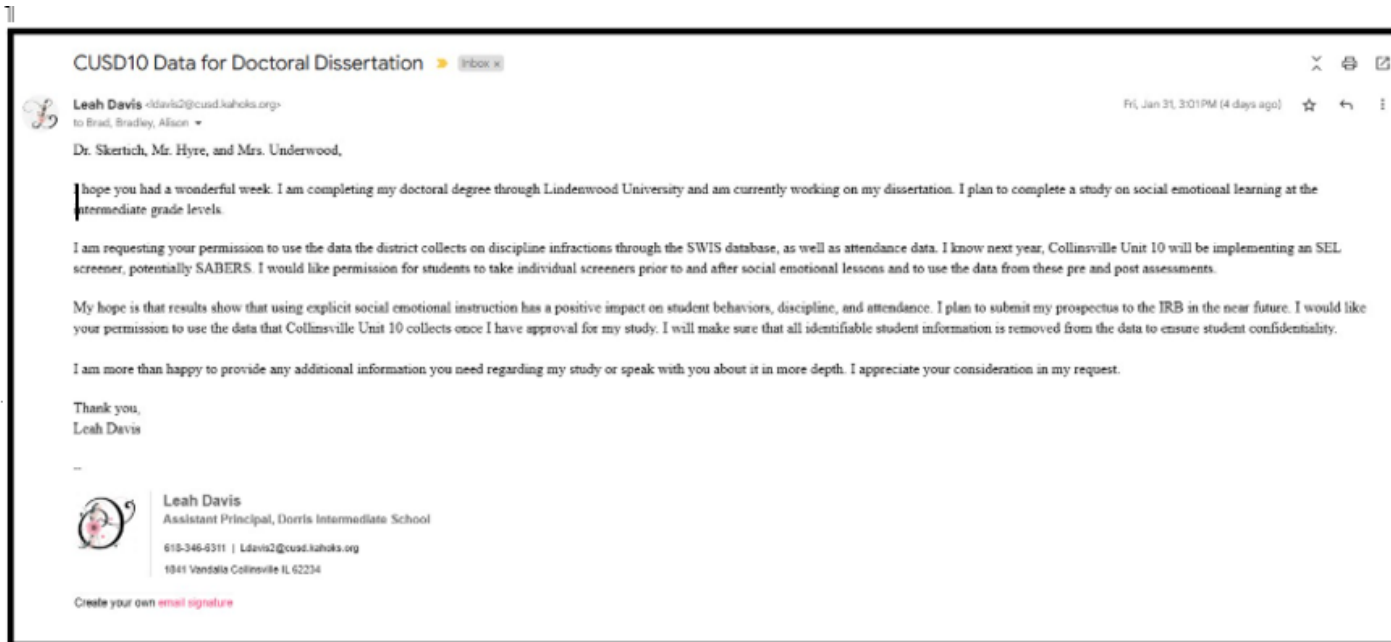 CUSD10 Data for Doctoral Dissertation Inbox x
Leah Davis <ldavis2@cusd.kahoks.org>
Fri, Jan 31, 3:01PM (4 days ago)
to Brad, Bradley, Alison
Dr. Skertich, Mr. Hyre, and Mrs. Underwood,
I hope you had a wonderful week. I am completing my doctoral degree through Lindenwood University and am currently working on my dissertation. I plan to complete a study on social emotional learning at the
intermediate grade levels.
I am requesting your permission to use the data the district collects on discipline infractions through the SWIS database, as well as attendance data. I know next year, Collinsville Unit 10 will be implementing an SEL
screener, potentially SABERS. I would like permission for students to take individual screeners prior to and after social emotional lessons and to use the data from these pre and post assessments.
My hope is that results show that using explicit social emotional instruction has a positive impact on student behaviors, discipline, and attendance. I plan to submit my prospectus to the IRB in the near future. I would like
your permission to use the data that Collinsville Unit 10 collects once I have approval for my study. I will make sure that all identifiable student information is removed from the data to ensure student confidentiality.
I am more than happy to provide any additional information you need regarding my study or speak with you about it in more depth. I appreciate your consideration in my request.
Thank you,
Leah Davis
--
Leah Davis
Assistant Principal, Dorris Intermediate School
618-346-6311 | Ldavis2@cusd.kahoks.org
1841 Vandalia Collinsville IL 62234
Create your own email signature